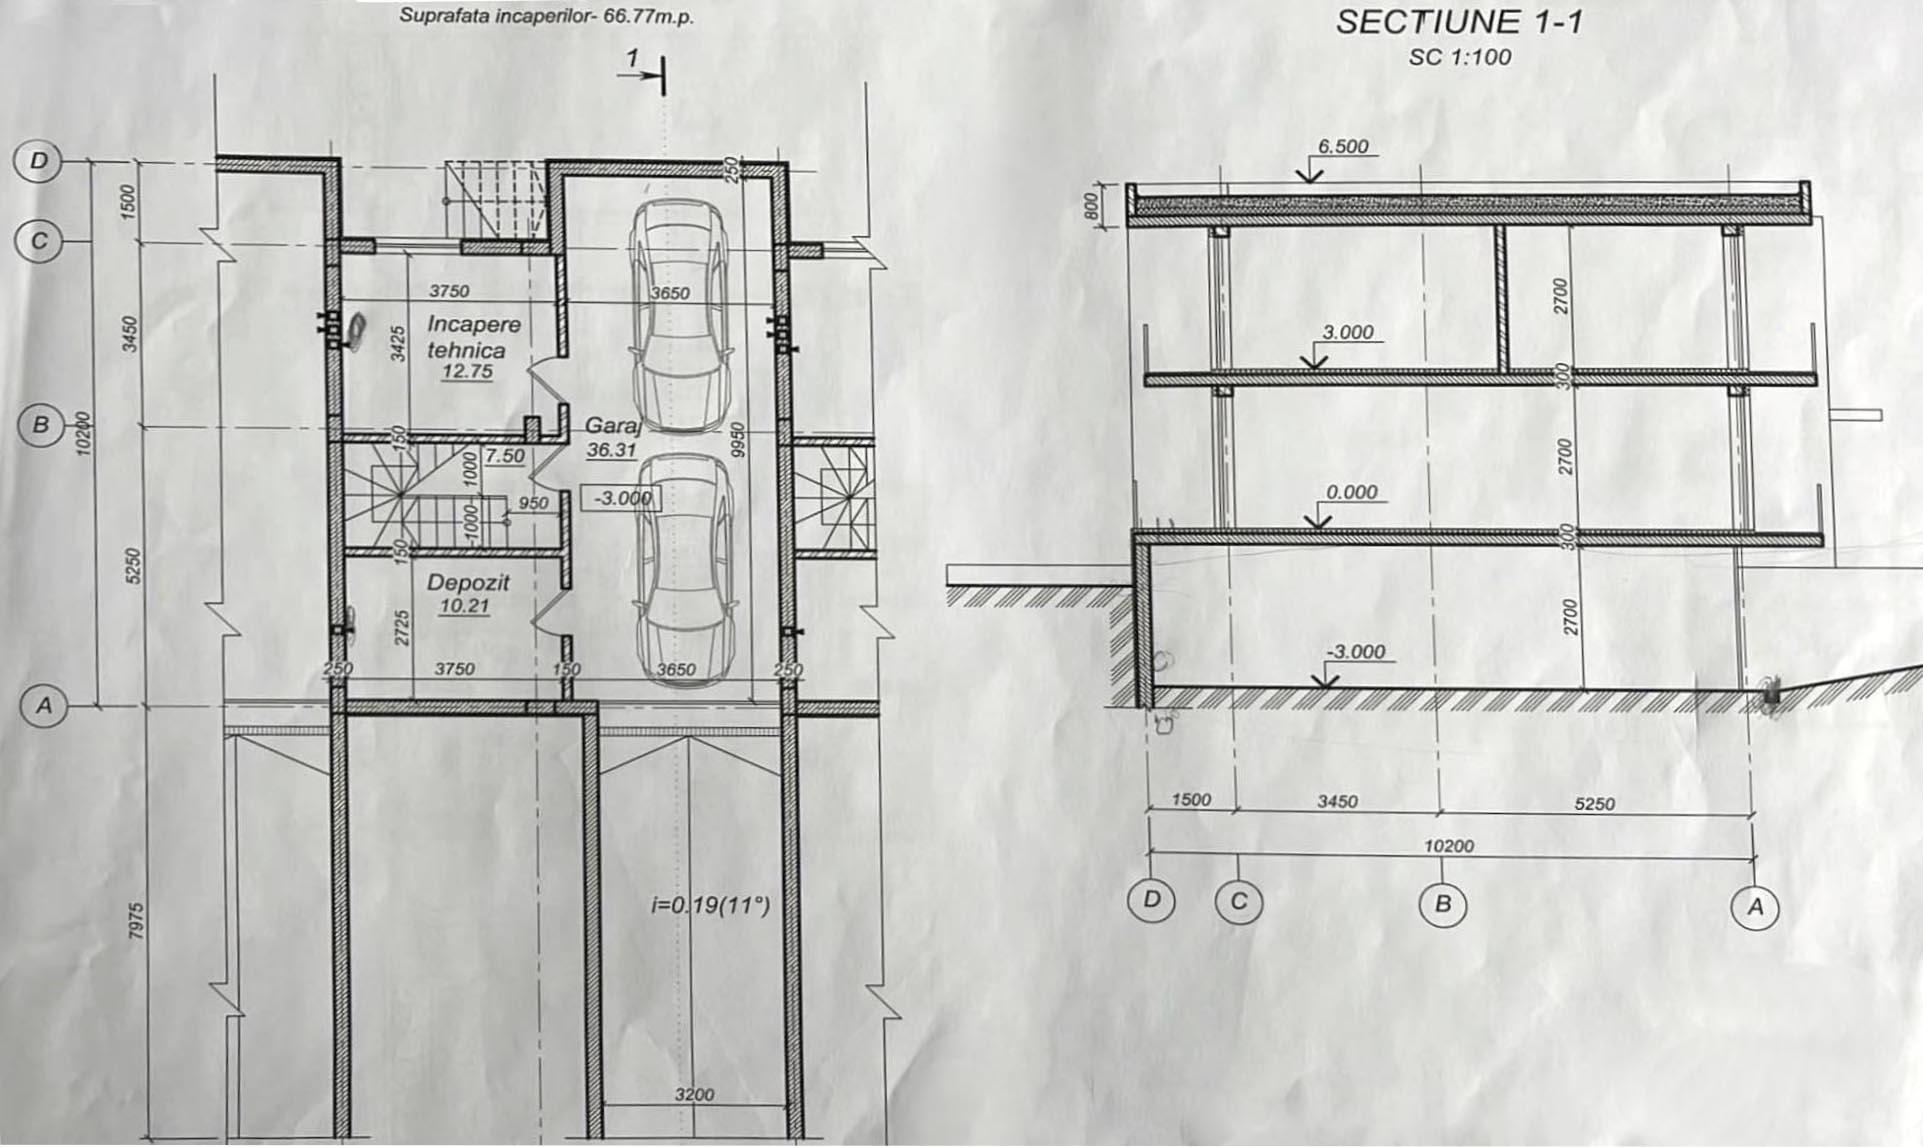 Suprafata incaperilor- 66.77m.p.
1
D
C
B
A
1500
3450
5250
10200
7975
250
3750
3650
3425
Incapere
tehnica
12.75
150
Garaj
36.31
9950
7.50
1000
950
-3.000
1000
150
Depozit
10.21
2725
250
3750
150
3650
250
i=0.19(11°)
3200
SECTIUNE 1-1
SC 1:100
6.500
800
2700
3.000
300
2700
0.000
300
2700
-3.000
1500
3450
5250
10200
D
C
B
A